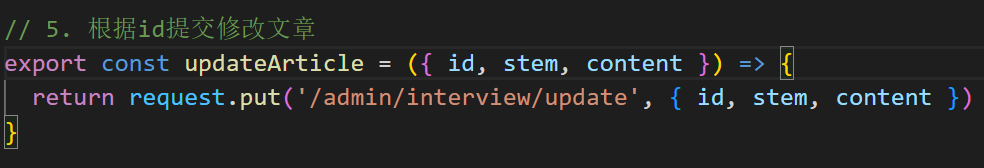 // 5. 根据id提交修改文章
export const updateArticle = ({ id, stem, content }) => {
  return request.put('/admin/interview/update', { id, stem, content })
}